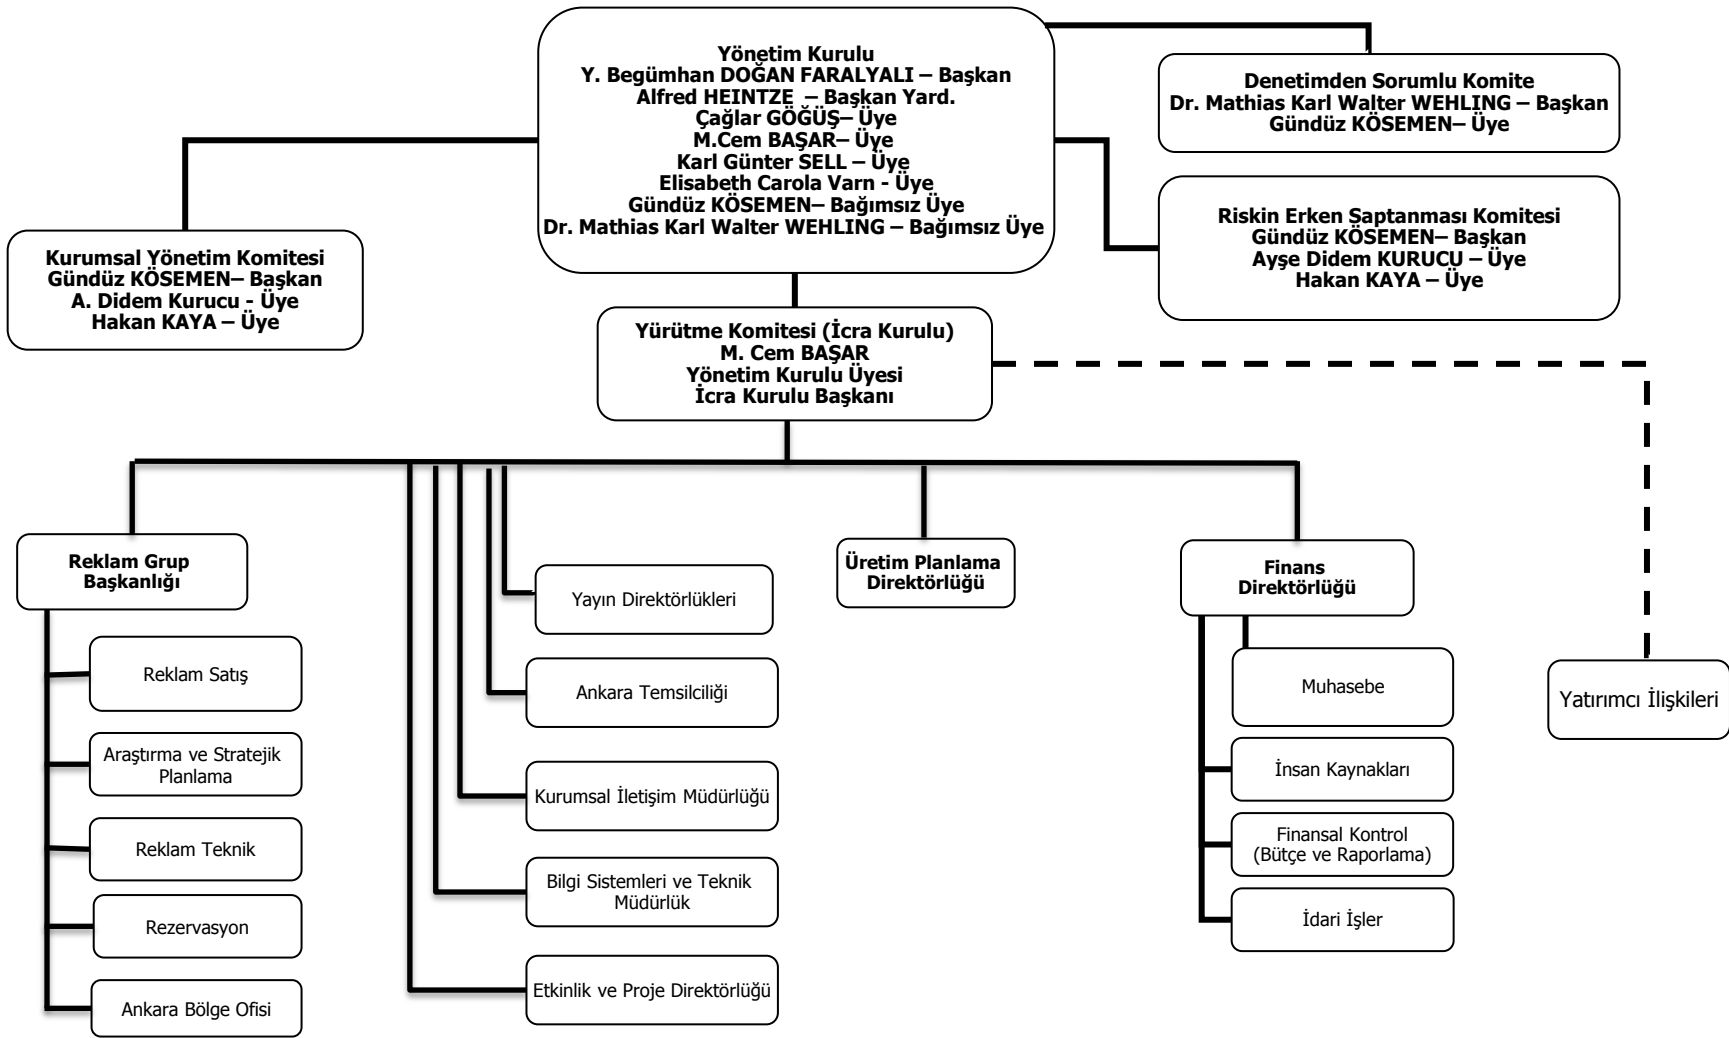 Yönetim Kurulu
Y. Begümhan DOĞAN FARALYALI – Başkan
Alfred HEINTZE – Başkan Yard.
Çağlar GÖĞÜŞ– Üye
M.Cem BAŞAR– Üye
Karl Günter SELL – Üye
Elisabeth Carola Varn - Üye
Gündüz KÖSEMEN– Bağımsız Üye
Dr. Mathias Karl Walter WEHLING – Bağımsız Üye
Denetimden Sorumlu Komite
Dr. Mathias Karl Walter WEHLING – Başkan
Gündüz KÖSEMEN– Üye
Riskin Erken Saptanması Komitesi
Gündüz KÖSEMEN– Başkan
Ayşe Didem KURUCU – Üye
Hakan KAYA – Üye
Kurumsal Yönetim Komitesi
Gündüz KÖSEMEN– Başkan
A. Didem Kurucu - Üye
Hakan KAYA – Üye
Yürütme Komitesi (İcra Kurulu)
M. Cem BAŞAR
Yönetim Kurulu Üyesi
İcra Kurulu Başkanı
Reklam Grup
Başkanlığı
Reklam Satış
Araştırma ve Stratejik
Planlama
Reklam Teknik
Rezervasyon
Ankara Bölge Ofisi
Yayın Direktörlükleri
Ankara Temsilciliği
Kurumsal İletişim Müdürlüğü
Bilgi Sistemleri ve Teknik
Müdürlük
Etkinlik ve Proje Direktörlüğü
Üretim Planlama
Direktörlüğü
Finans
Direktörlüğü
Muhasebe
İnsan Kaynakları
Finansal Kontrol
(Bütçe ve Raporlama)
İdari İşler
Yatırımcı İlişkileri